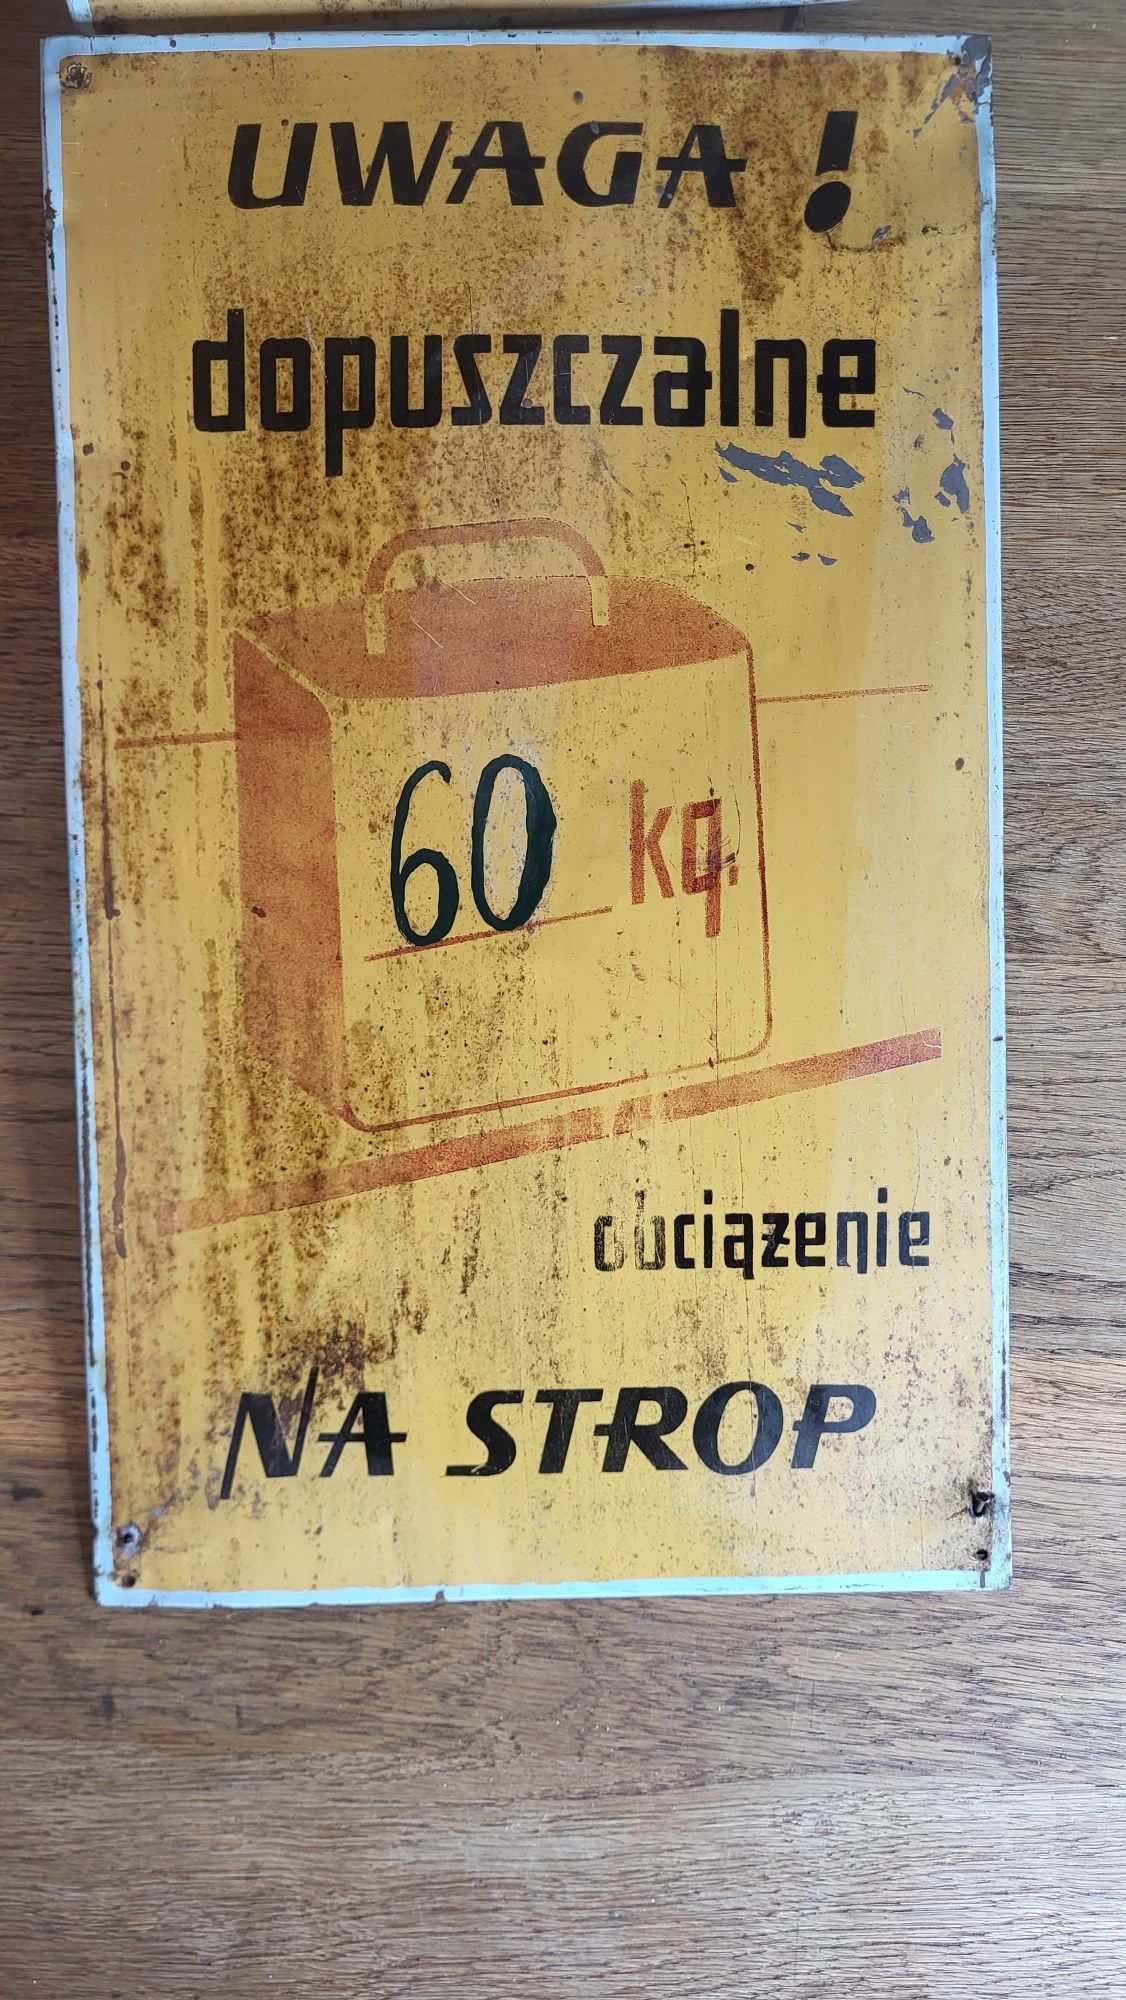 UWAGA !
dopuszczalne
60 kg.
obciążenie
NA STROP